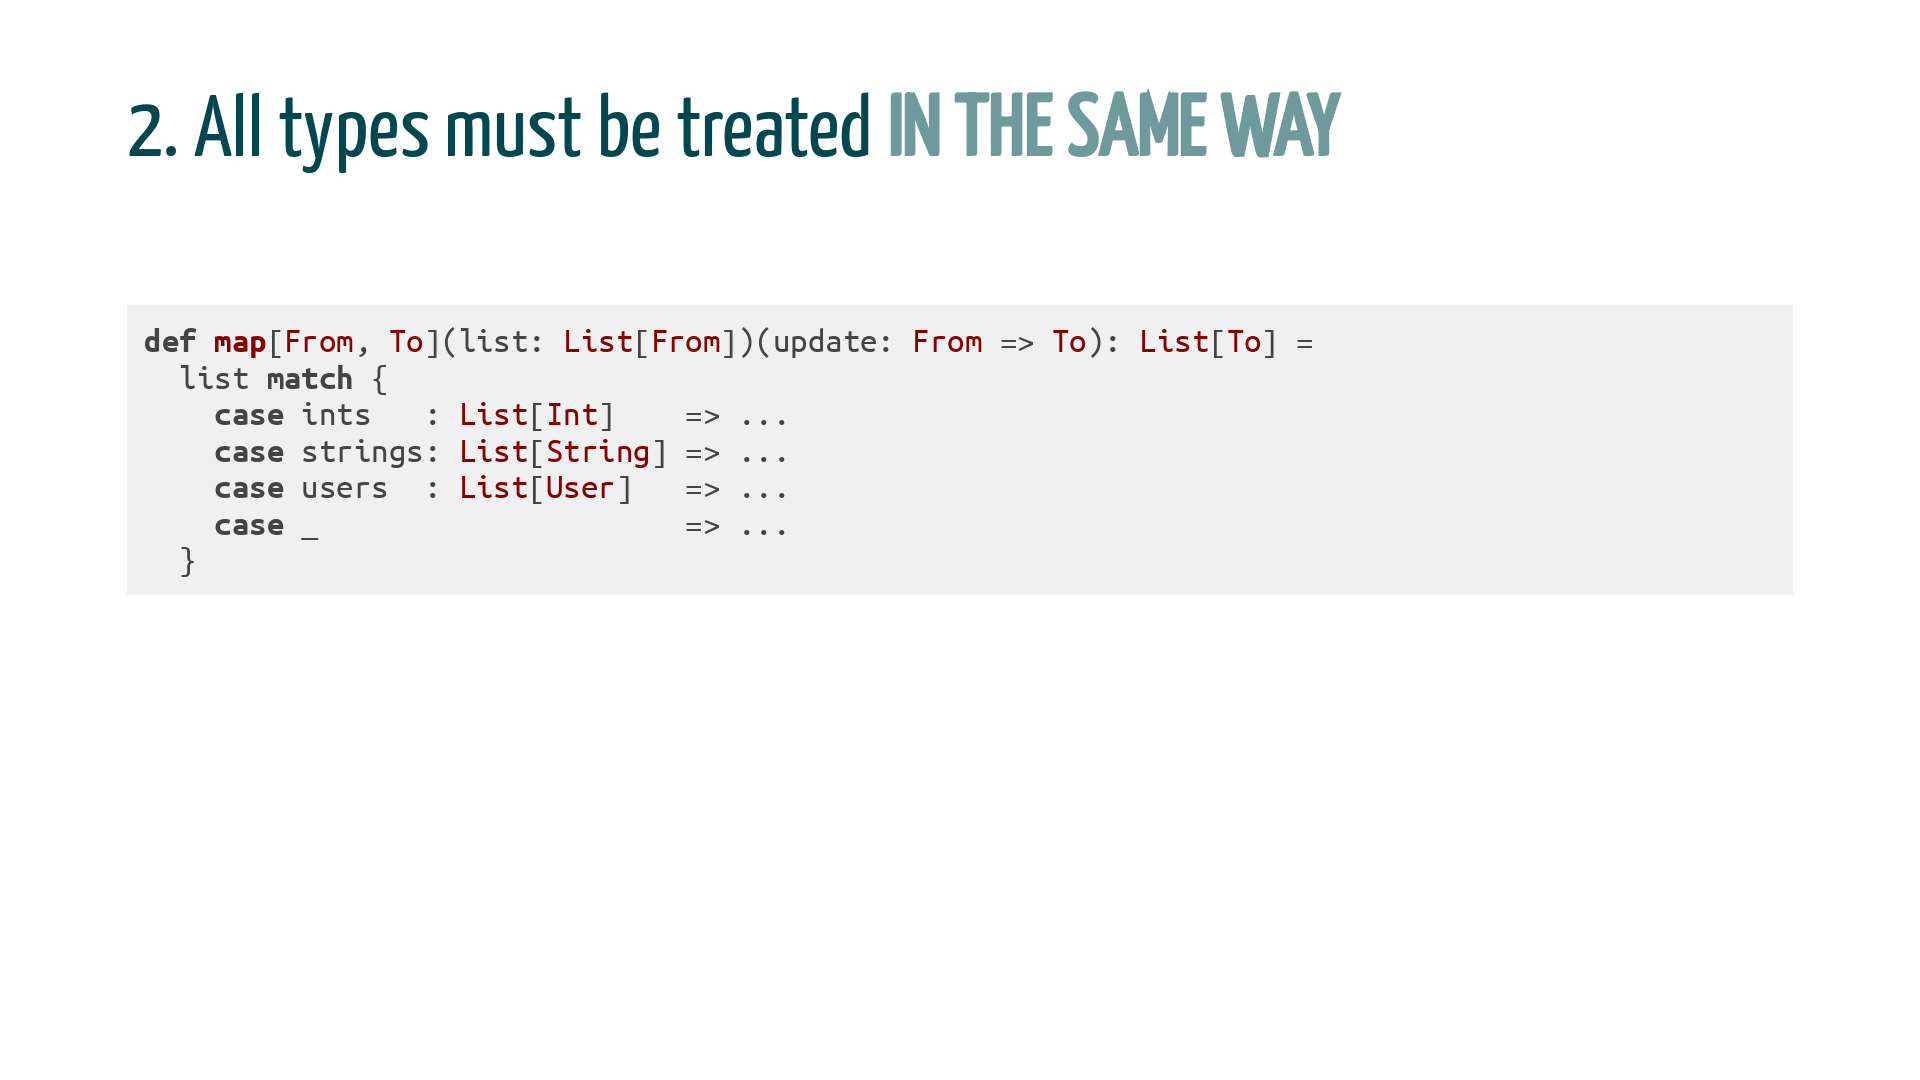 2. All types must be treated IN THE SAME WAY
def map[From, To](list: List[From])(update: From => To): List[To] =
  list match {
    case ints   : List[Int]    => ...
    case strings: List[String] => ...
    case users  : List[User]   => ...
    case _                     => ...
  }